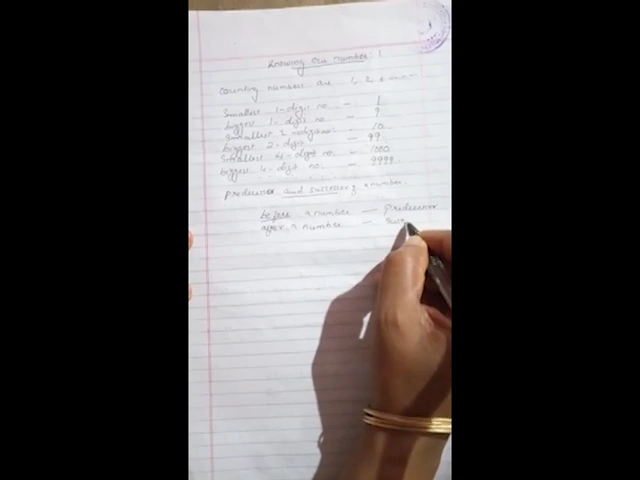 Knowing our number :
Counting numbers are 1, 2,
Smallest 1-digit no — 1
biggest 1-digit no — 9
Smallest 2-digit no. — 10
biggest 2-digit — 99
Smallest 4-digit no. — 1000
biggest 4-digit no. — 9999
Predecessor and successor of a number.
before a number — Predecessor
after a number — Suc